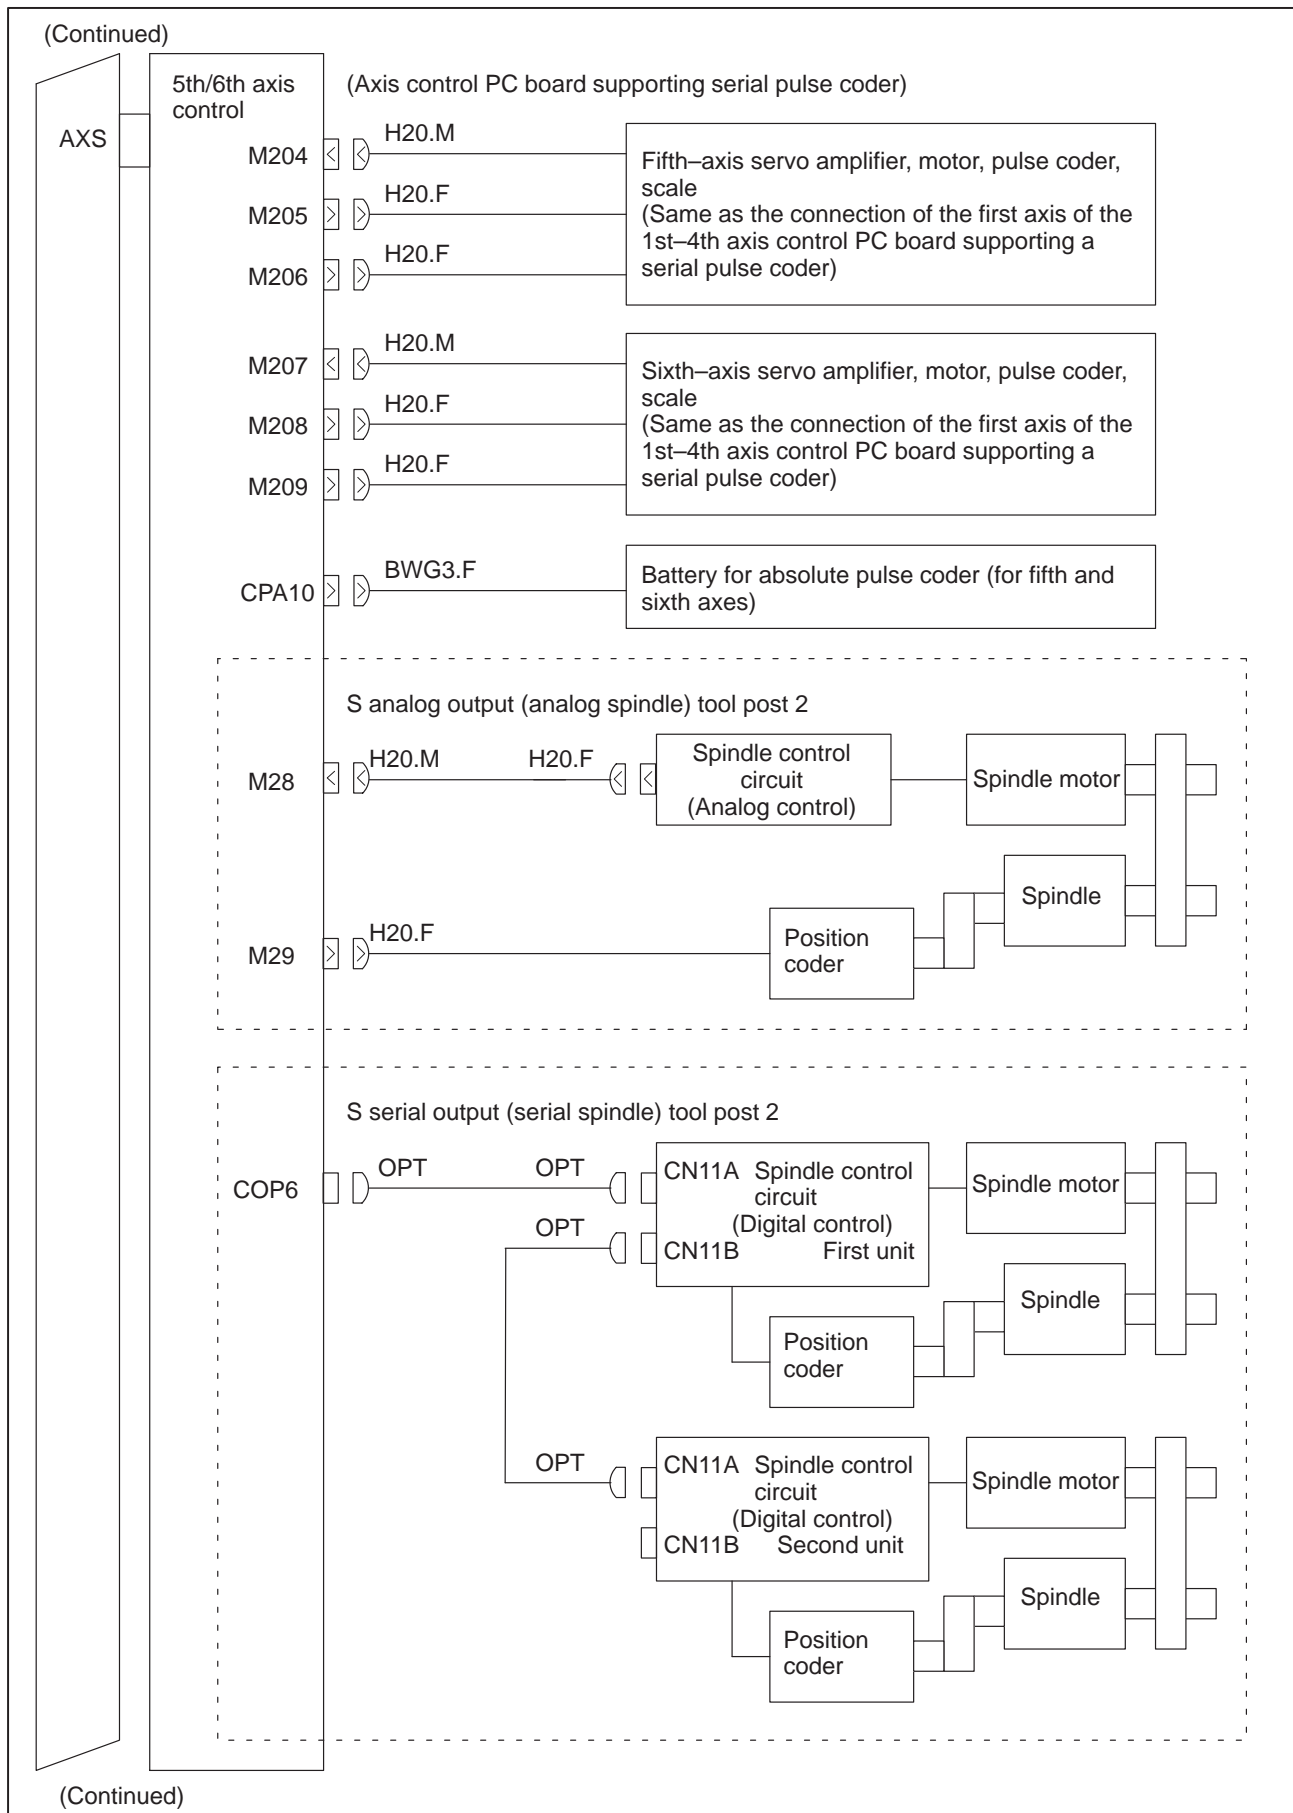 (Continued)
5th/6th axis
control
(Axis control PC board supporting serial pulse coder)
AXS
M204
H20.M
M205
H20.F
M206
H20.F
Fifth–axis servo amplifier, motor, pulse coder,
scale
(Same as the connection of the first axis of the
1st–4th axis control PC board supporting a
serial pulse coder)
M207
H20.M
M208
H20.F
M209
H20.F
Sixth–axis servo amplifier, motor, pulse coder,
scale
(Same as the connection of the first axis of the
1st–4th axis control PC board supporting a
serial pulse coder)
CPA10
BWG3.F
Battery for absolute pulse coder (for fifth and
sixth axes)
S analog output (analog spindle) tool post 2
M28
H20.M
H20.F
Spindle control
circuit
(Analog control)
Spindle motor
Spindle
M29
H20.F
Position
coder
S serial output (serial spindle) tool post 2
COP6
OPT
OPT
CN11A Spindle control
circuit
(Digital control)
OPT
CN11B First unit
Spindle motor
Spindle
Position
coder
OPT
CN11A Spindle control
circuit
(Digital control)
CN11B Second unit
Spindle motor
Spindle
Position
coder
(Continued)